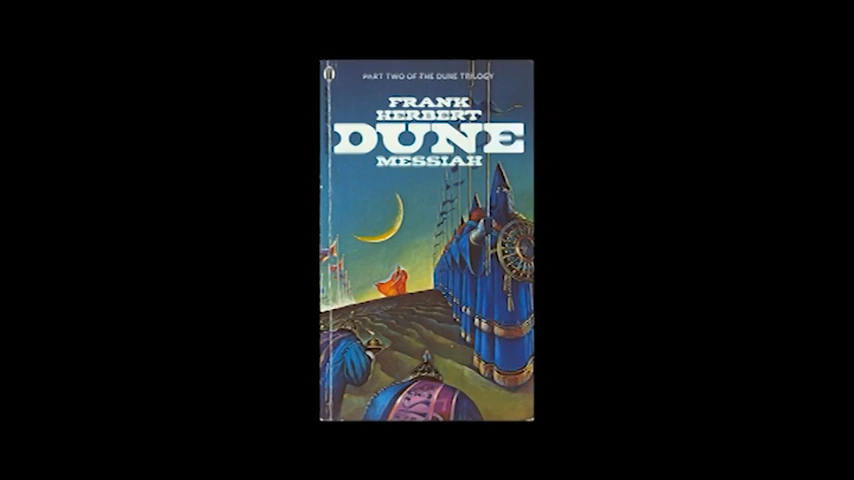 PART TWO OF THE DUNE TRILOGY
FRANK
HERBERT
DUNE
MESSIAH